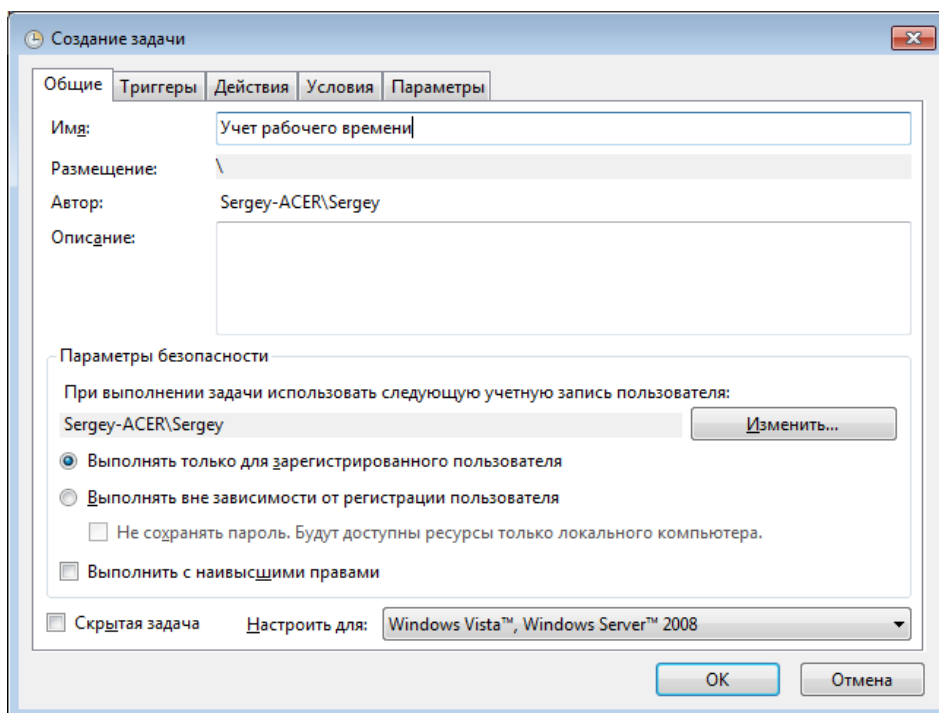 Создание задачи
Общие Триггеры Действия Условия Параметры
Имя: Учет рабочего времени
Размещение: \
Автор: Sergey-ACER\Sergey
Описание:
Параметры безопасности
При выполнении задачи использовать следующую учетную запись пользователя:
Sergey-ACER\Sergey Изменить...
Выполнять только для зарегистрированного пользователя
Выполнять вне зависимости от регистрации пользователя
Не сохранять пароль. Будут доступны ресурсы только локального компьютера.
Выполнить с наивысшими правами
Скрытая задача Настроить для: Windows Vista™, Windows Server™ 2008
OK Отмена